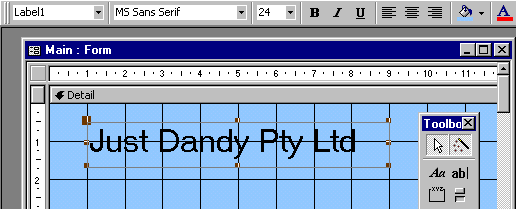 Label1 MS Sans Serif 24 B I U A
Main : Form
1 2 3 4 5 6 7 8 9 10 11
Detail
Just Dandy Pty Ltd
Toolbo
1
Aa ab|
xyz
2